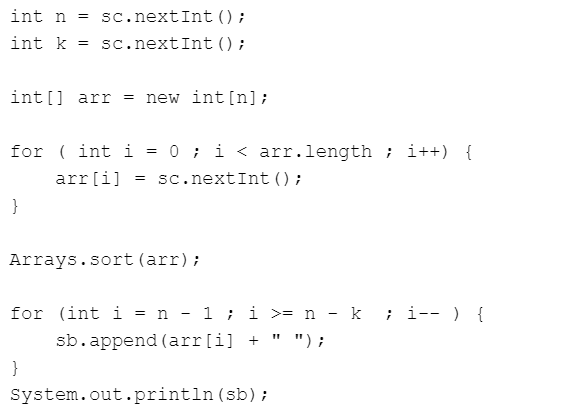 int n = sc.nextInt();
int k = sc.nextInt();
int[] arr = new int[n];
for ( int i = 0 ; i < arr.length ; i++) {
    arr[i] = sc.nextInt();
}
Arrays.sort(arr);
for (int i = n - 1 ; i >= n - k  ; i-- ) {
    sb.append(arr[i] + " ");
}
System.out.println(sb);